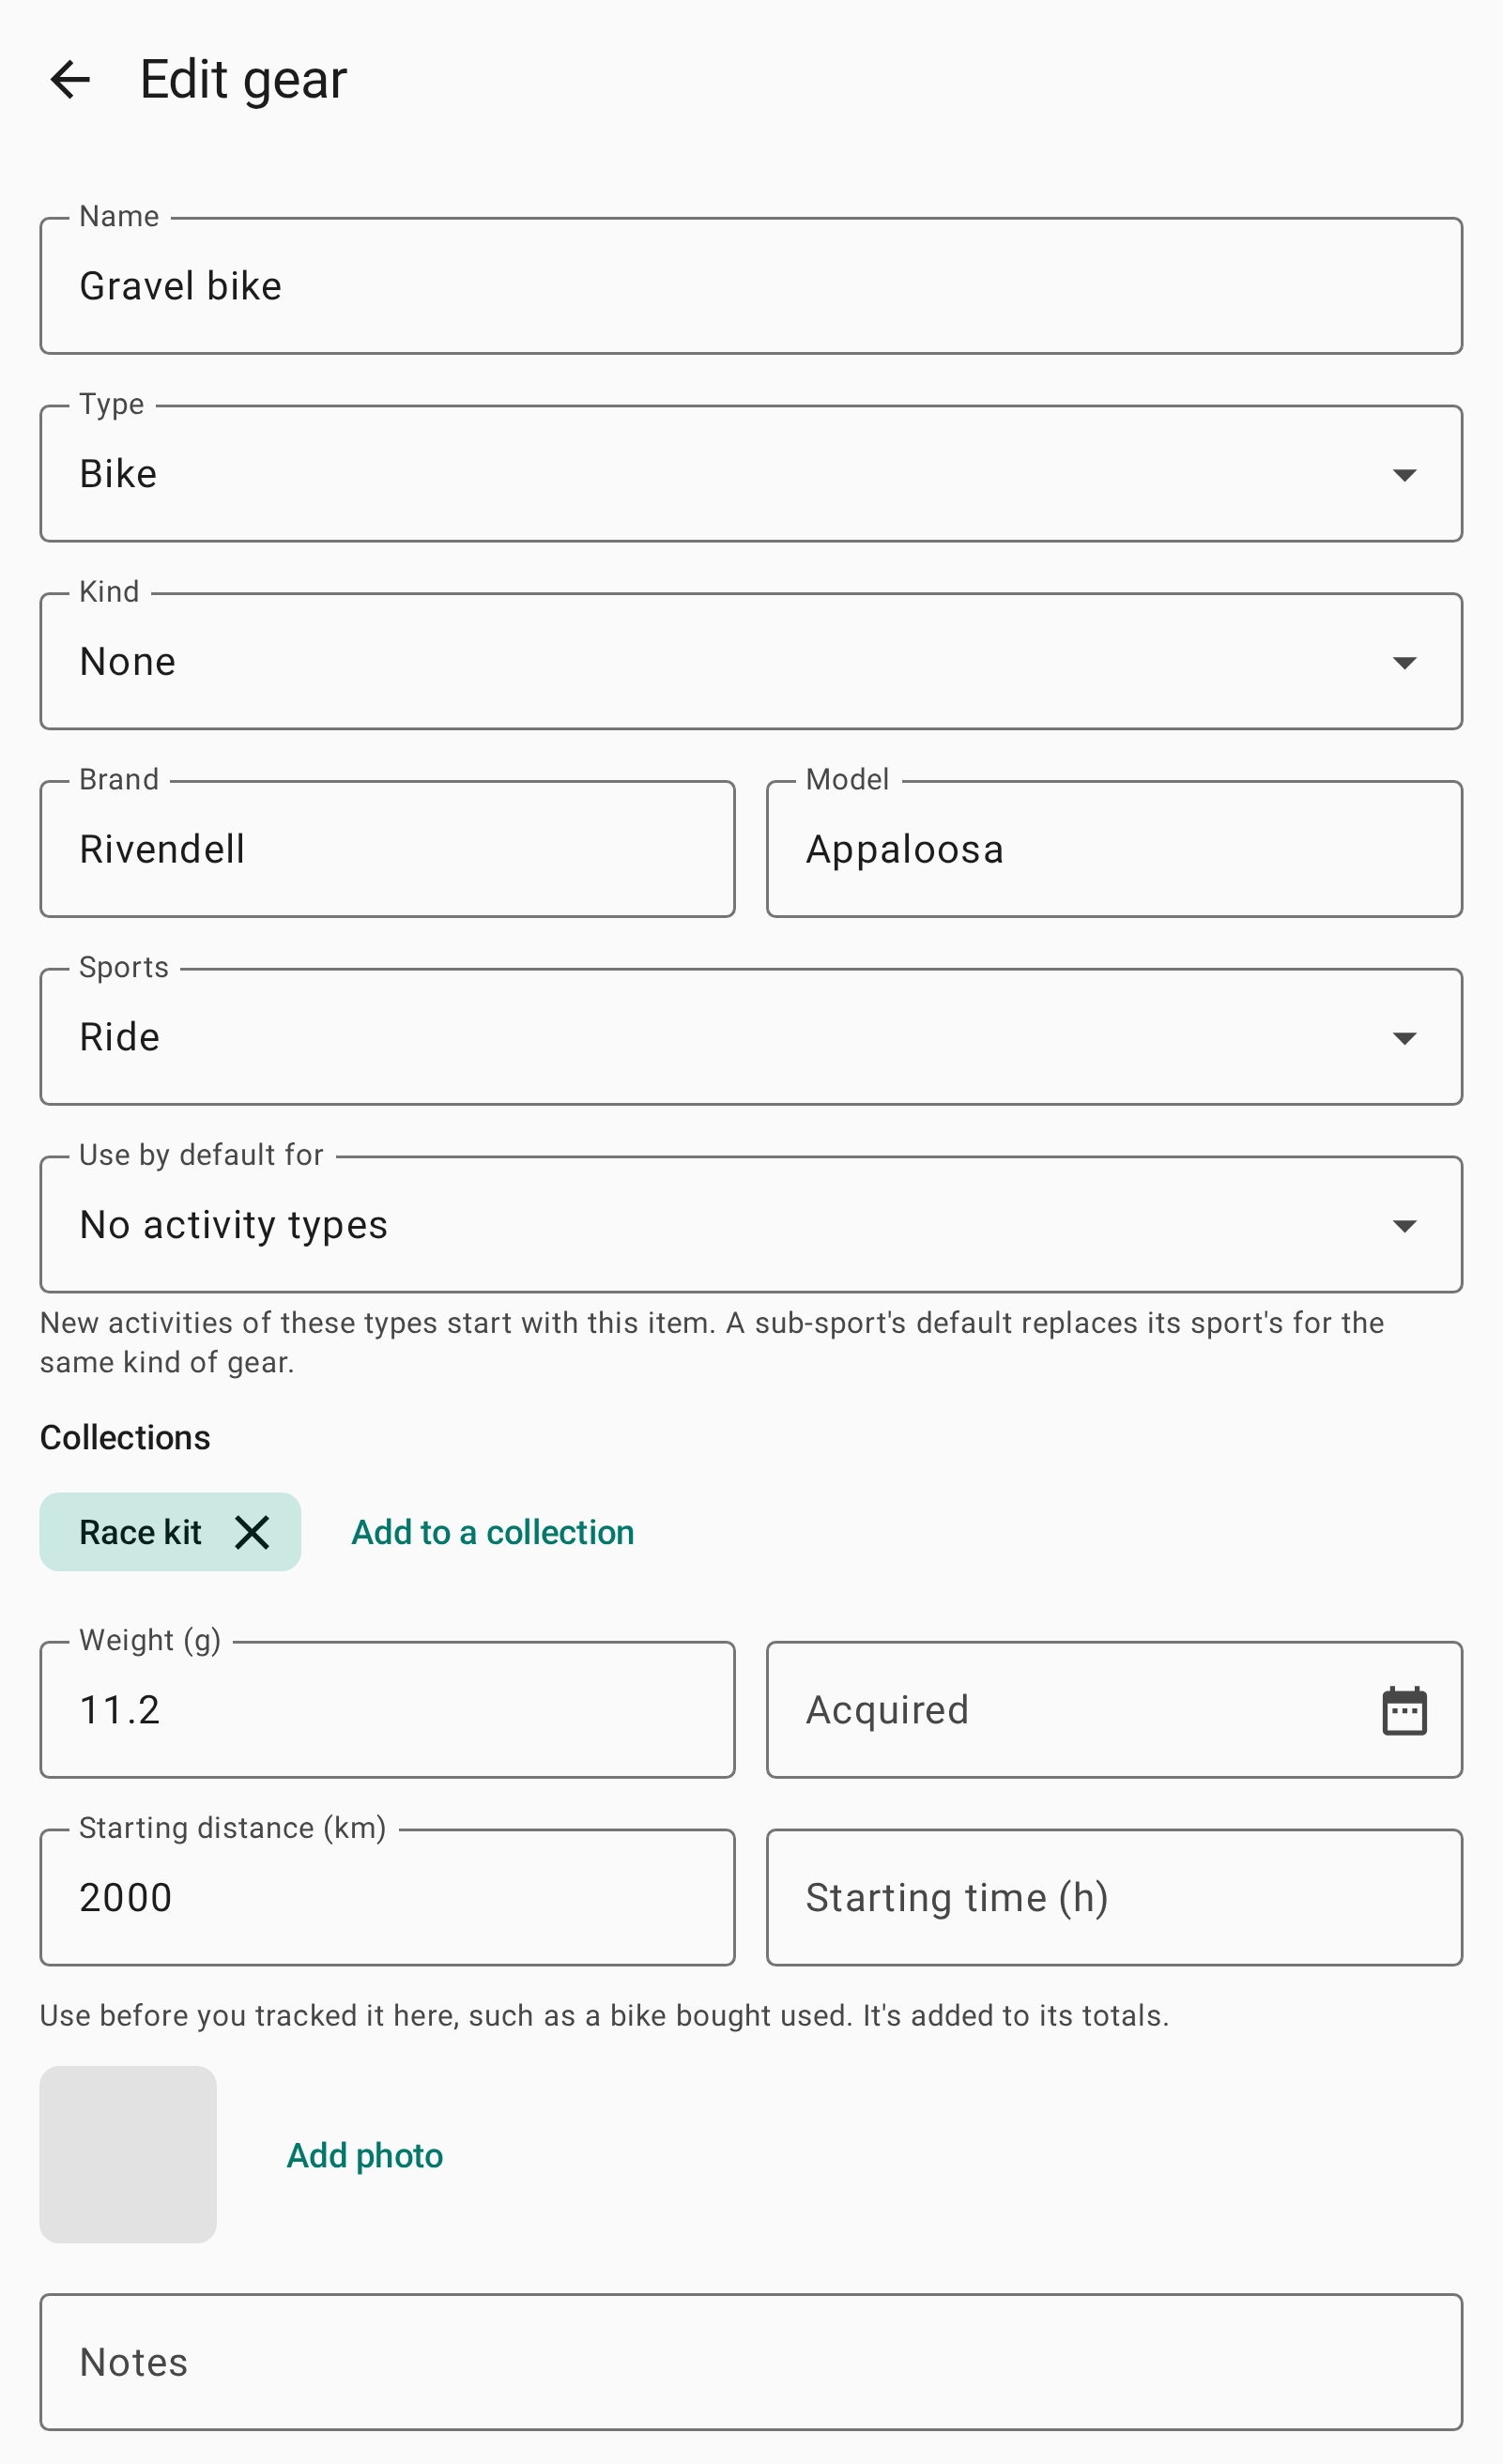 Edit gear
Name
Gravel bike
Type
Bike
Kind
None
Brand
Rivendell
Model
Appaloosa
Sports
Ride
Use by default for
No activity types
New activities of these types start with this item. A sub-sport's default replaces its sport's for the
same kind of gear.
Collections
Race kit
Add to a collection
Weight (g)
11.2
Acquired
Starting distance (km)
2000
Starting time (h)
Use before you tracked it here, such as a bike bought used. It's added to its totals.
Add photo
Notes